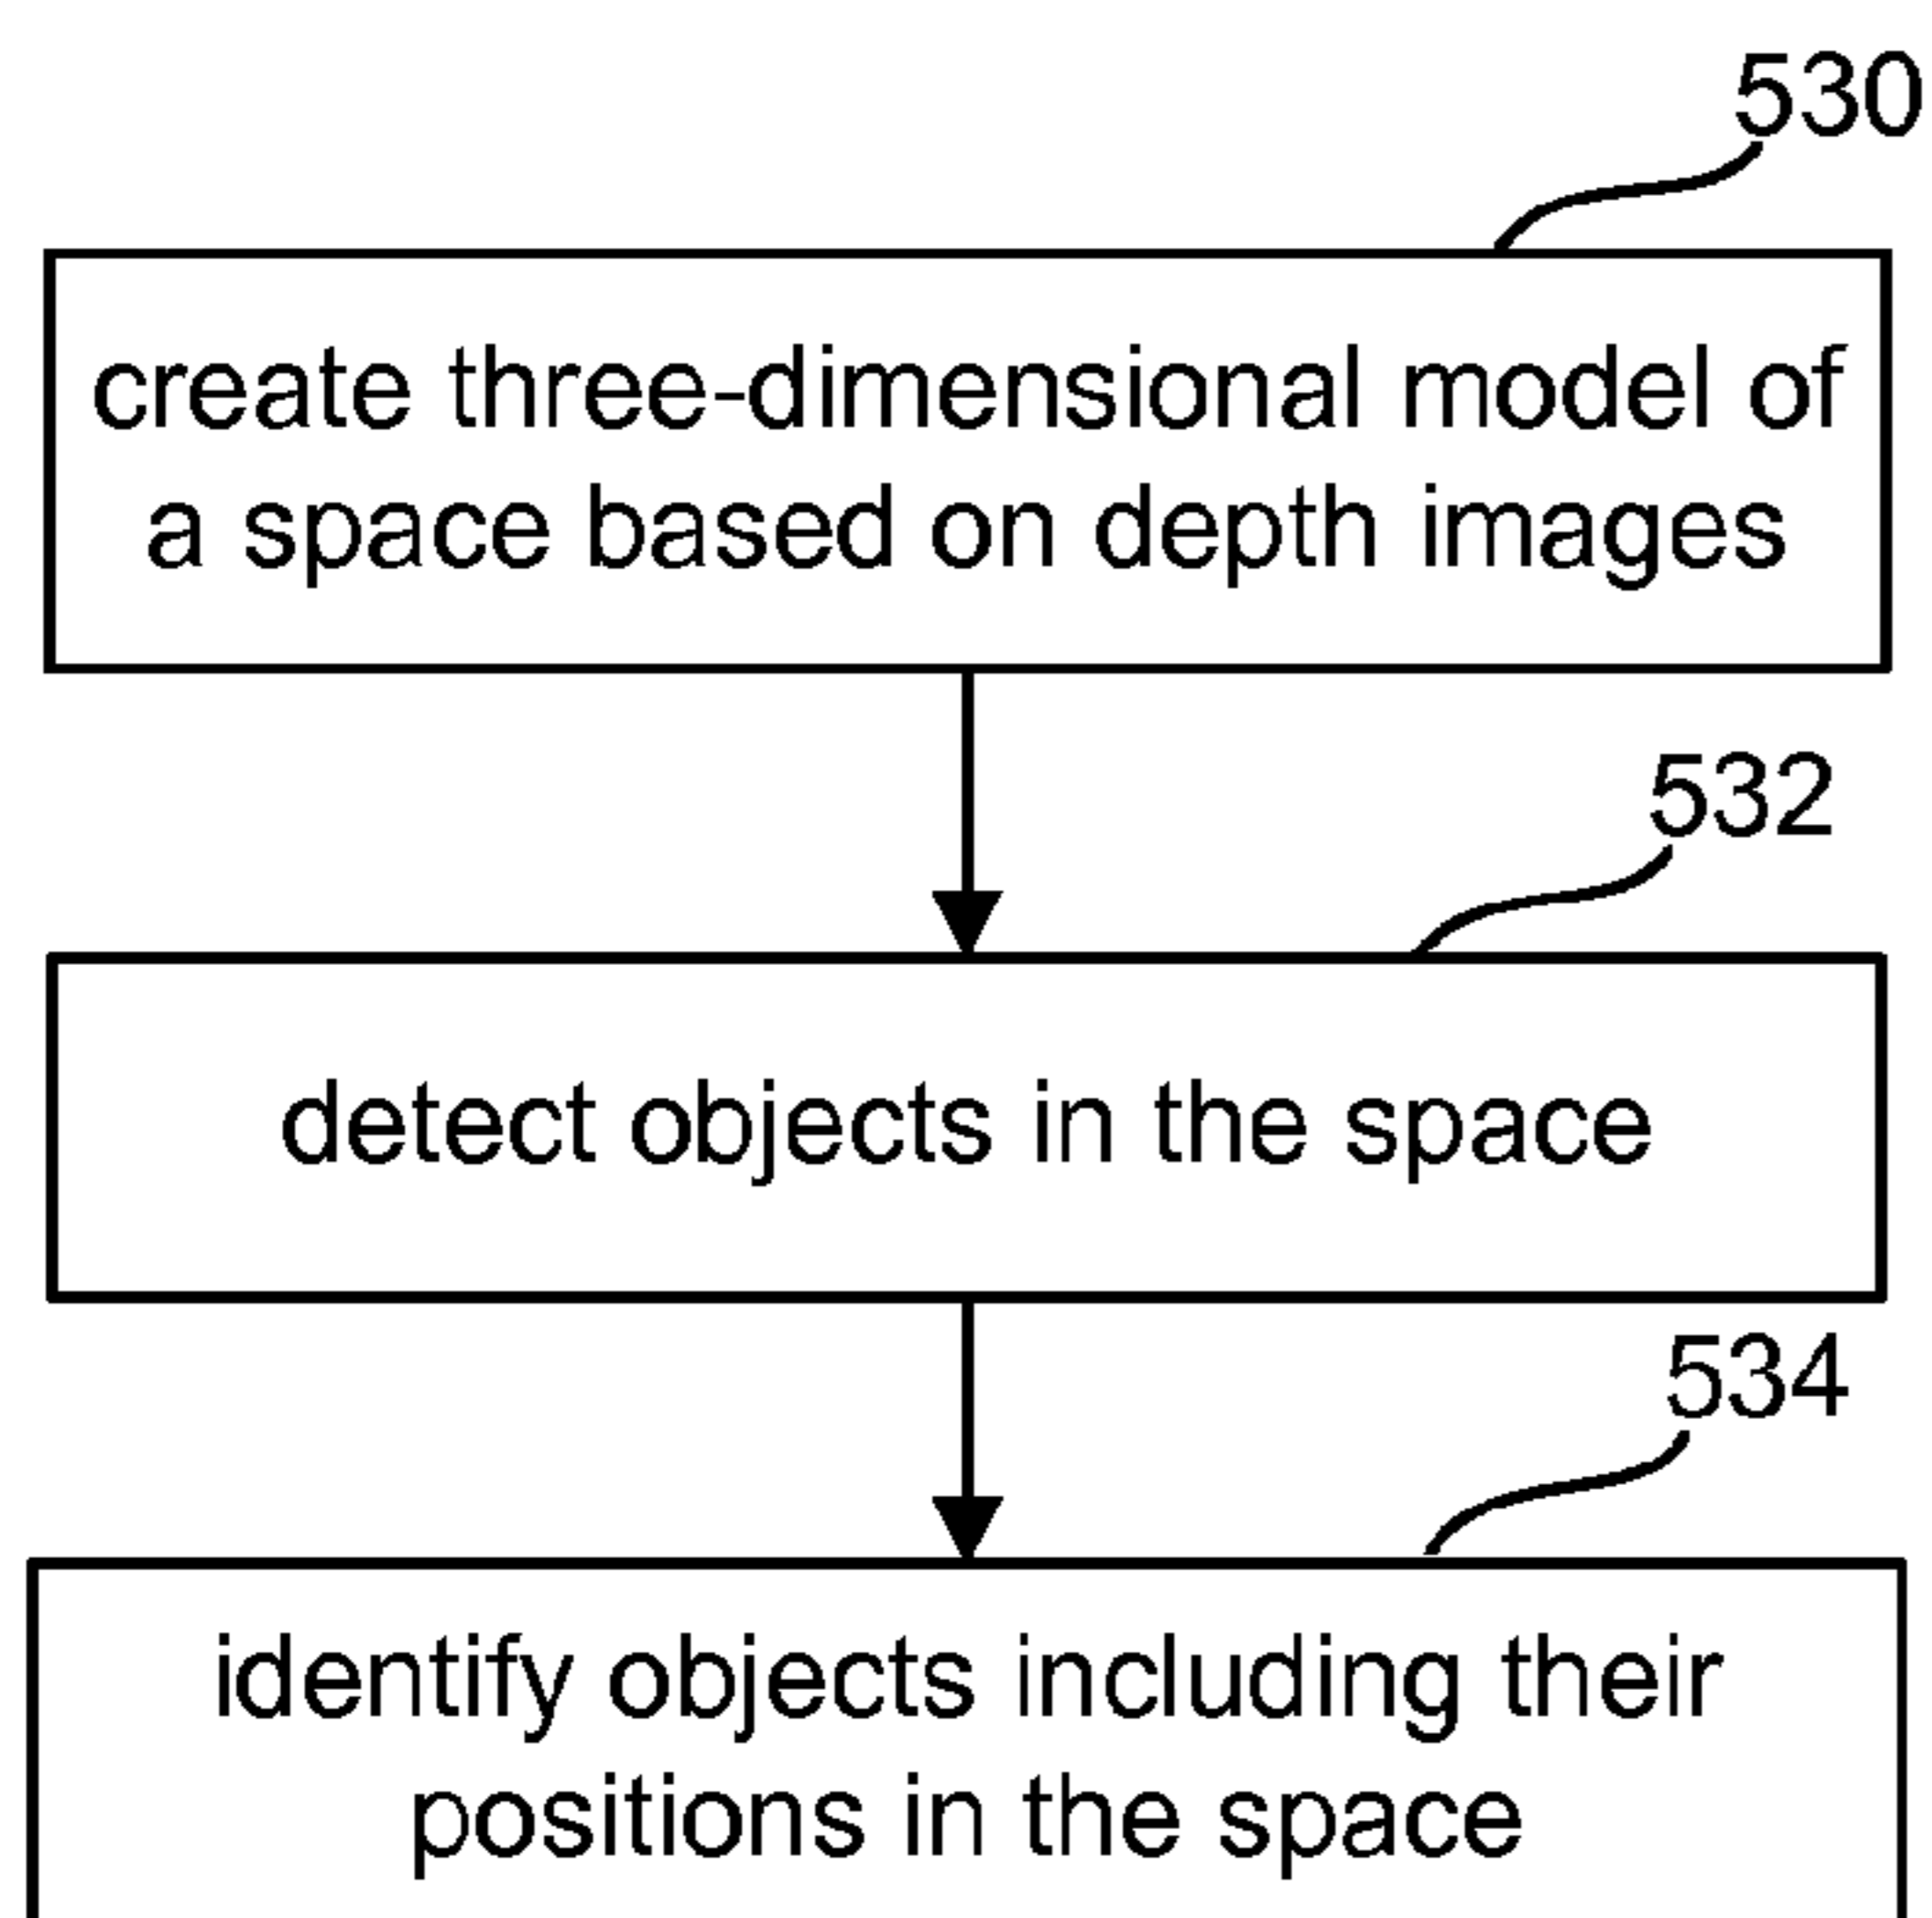 530
create three-dimensional model of
a space based on depth images
532
detect objects in the space
534
identify objects including their
positions in the space